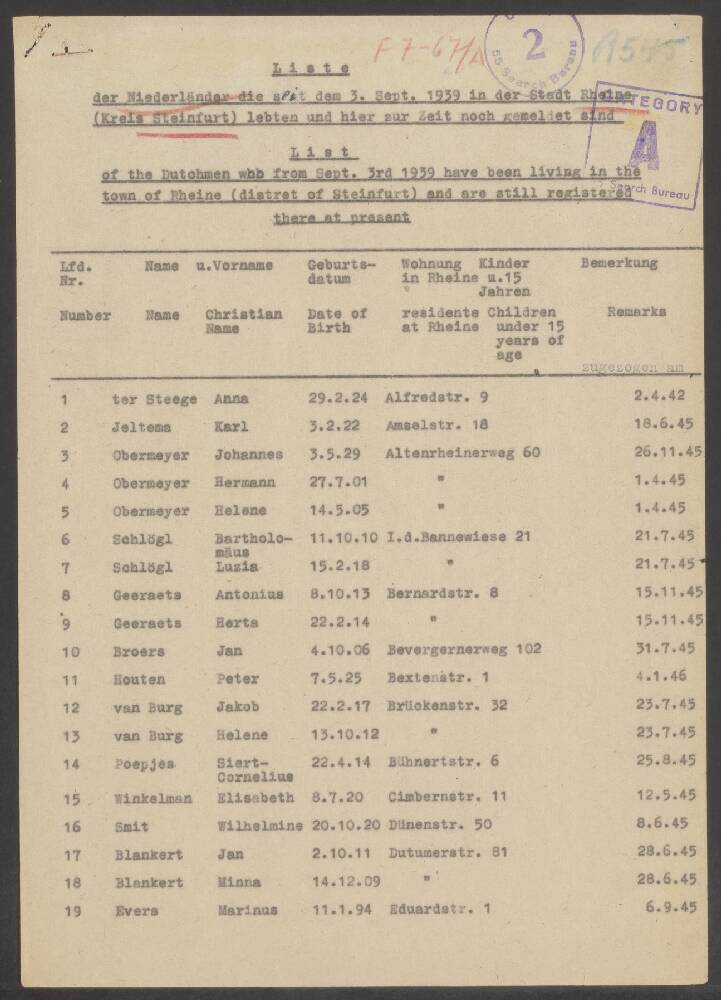 F7-67/A
2
55 Search Bureau
R545
L i s t e
der Niederländer die seit dem 3. Sept. 1939 in der Stadt Rheine
(Kreis Steinfurt) lebten und hier zur Zeit noch gemeldet sind
CATEGORY
A
Search Bureau
L i s t
of the Dutchmen who from Sept. 3rd 1939 have been living in the
town of Rheine (distret of Steinfurt) and are still registered
there at prasant
Lfd. Name u.Vorname Geburts- Wohnung Kinder Bemerkung
Nr. datum in Rheine u.15
Jahren
Number Name Christian Date of residente Children Remarks
Name Birth at Rheine under 15
years of
age
zugezogen am
1 ter Steege Anna 29.2.24 Alfredstr. 9 2.4.42
2 Jeltema Karl 3.2.22 Amselstr. 18 18.6.45
3 Obermeyer Johannes 3.5.29 Altenrheinerweg 60 26.11.45
4 Obermeyer Hermann 27.7.01 " 1.4.45
5 Obermeyer Helene 14.5.05 " 1.4.45
6 Schlögl Bartholo- 11.10.10 I.d.Bannewiese 21 21.7.45
mäus
7 Schlögl Luzia 15.2.18 " 21.7.45
8 Geeraets Antonius 8.10.13 Bernardstr. 8 15.11.45
9 Geeraets Herta 22.2.14 " 15.11.45
10 Broers Jan 4.10.06 Bevergernerweg 102 31.7.45
11 Houten Peter 7.5.25 Bextenstr. 1 4.1.46
12 van Burg Jakob 22.2.17 Brückenstr. 32 23.7.45
13 van Burg Helene 13.10.12 " 23.7.45
14 Poepjes Siert- 22.4.14 Bühnertstr. 6 25.8.45
Cornelius
15 Winkelman Elisabeth 8.7.20 Cimbernstr. 11 12.5.45
16 Smit Wilhelmine 20.10.20 Dünenstr. 50 8.6.45
17 Blankert Jan 2.10.11 Dutumerstr. 81 28.6.45
18 Blankert Minna 14.12.09 " 28.6.45
19 Evers Marinus 11.1.94 Eduardstr. 1 6.9.45